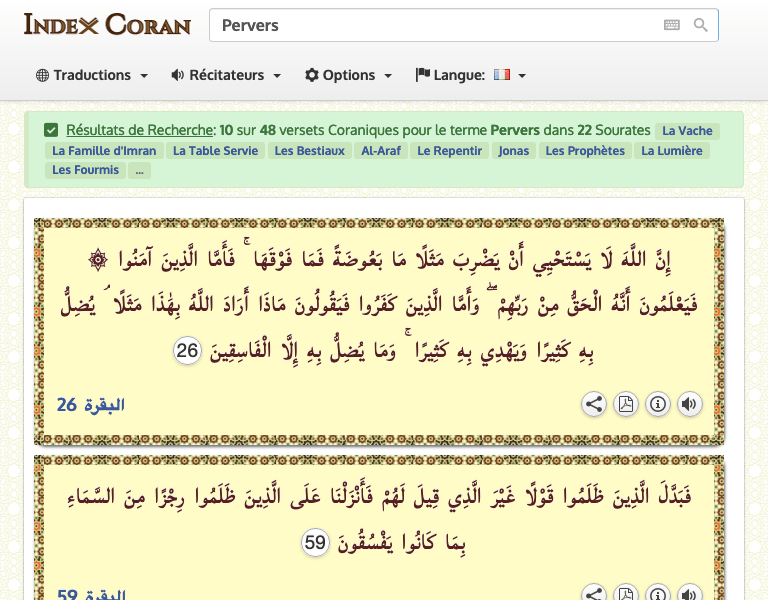 Index Coran
Pervers
Traductions
Récitateurs
Options
Langue:
Résultats de Recherche: 10 sur 48 versets Coraniques pour le terme Pervers dans 22 Sourates La Vache
La Famille d'Imran La Table Servie Les Bestiaux Al-Araf Le Repentir Jonas Les Prophètes La Lumière
Les Fourmis ...
۞ إِنَّ اللَّهَ لَا يَسْتَحْيِي أَنْ يَضْرِبَ مَثَلًا مَا بَعُوضَةً فَمَا فَوْقَهَا ۚ فَأَمَّا الَّذِينَ آمَنُوا
فَيَعْلَمُونَ أَنَّهُ الْحَقُّ مِنْ رَبِّهِمْ ۖ وَأَمَّا الَّذِينَ كَفَرُوا فَيَقُولُونَ مَاذَا أَرَادَ اللَّهُ بِهَٰذَا مَثَلًا ۘ يُضِلُّ
بِهِ كَثِيرًا وَيَهْدِي بِهِ كَثِيرًا ۚ وَمَا يُضِلُّ بِهِ إِلَّا الْفَاسِقِينَ 26
البقرة 26
فَبَدَّلَ الَّذِينَ ظَلَمُوا قَوْلًا غَيْرَ الَّذِي قِيلَ لَهُمْ فَأَنْزَلْنَا عَلَى الَّذِينَ ظَلَمُوا رِجْزًا مِنَ السَّمَاءِ
بِمَا كَانُوا يَفْسُقُونَ 59
البقرة 59